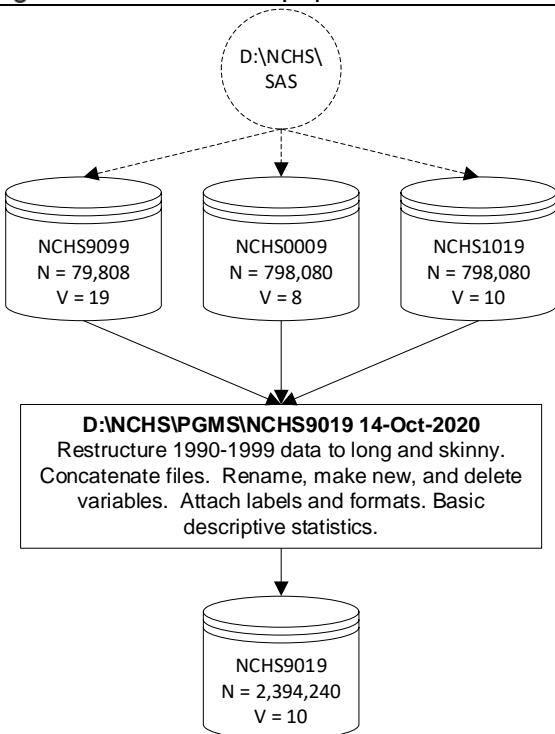 D:\NCHS\
SAS
NCHS9099
N = 79,808
V = 19
NCHS0009
N = 798,080
V = 8
NCHS1019
N = 798,080
V = 10
D:\NCHS\PGMS\NCHS9019 14-Oct-2020
Restructure 1990-1999 data to long and skinny.
Concatenate files.  Rename, make new, and delete
variables.  Attach labels and formats. Basic
descriptive statistics.
NCHS9019
N = 2,394,240
V = 10